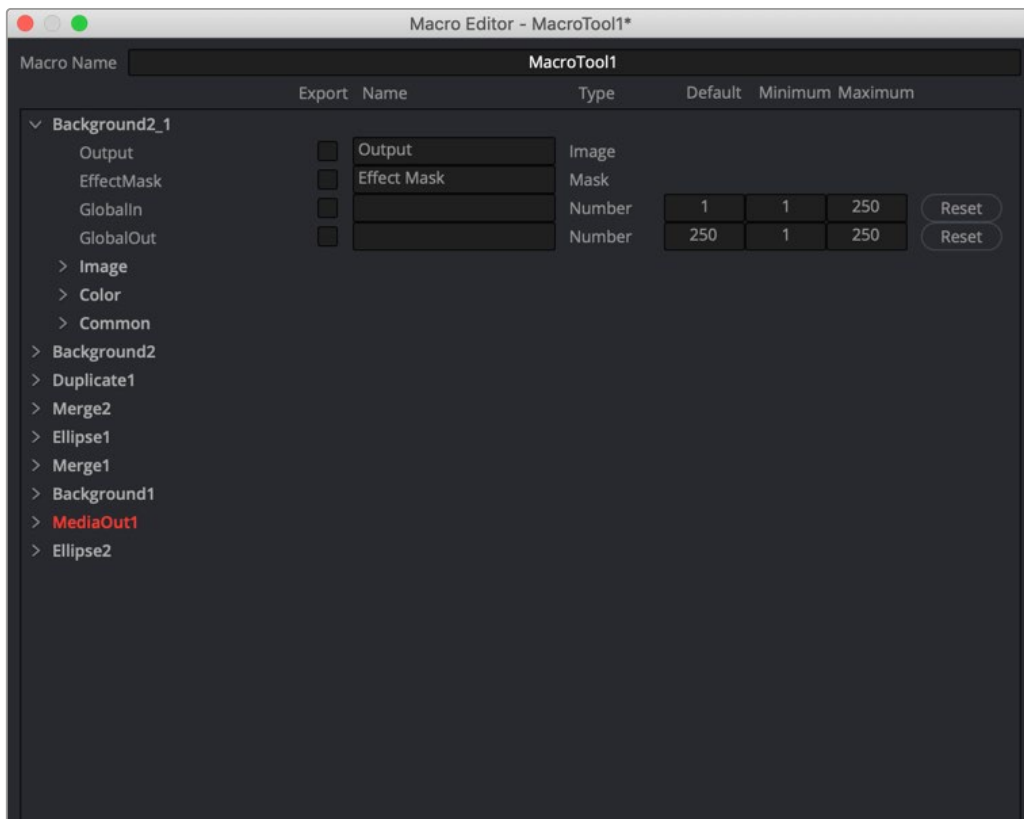 Macro Editor - MacroTool1*
Macro Name MacroTool1
Export Name Type Default Minimum Maximum
Background2_1
Output Output Image
EffectMask Effect Mask Mask
GlobalIn Number 1 1 250 Reset
GlobalOut Number 250 1 250 Reset
Image
Color
Common
Background2
Duplicate1
Merge2
Ellipse1
Merge1
Background1
MediaOut1
Ellipse2